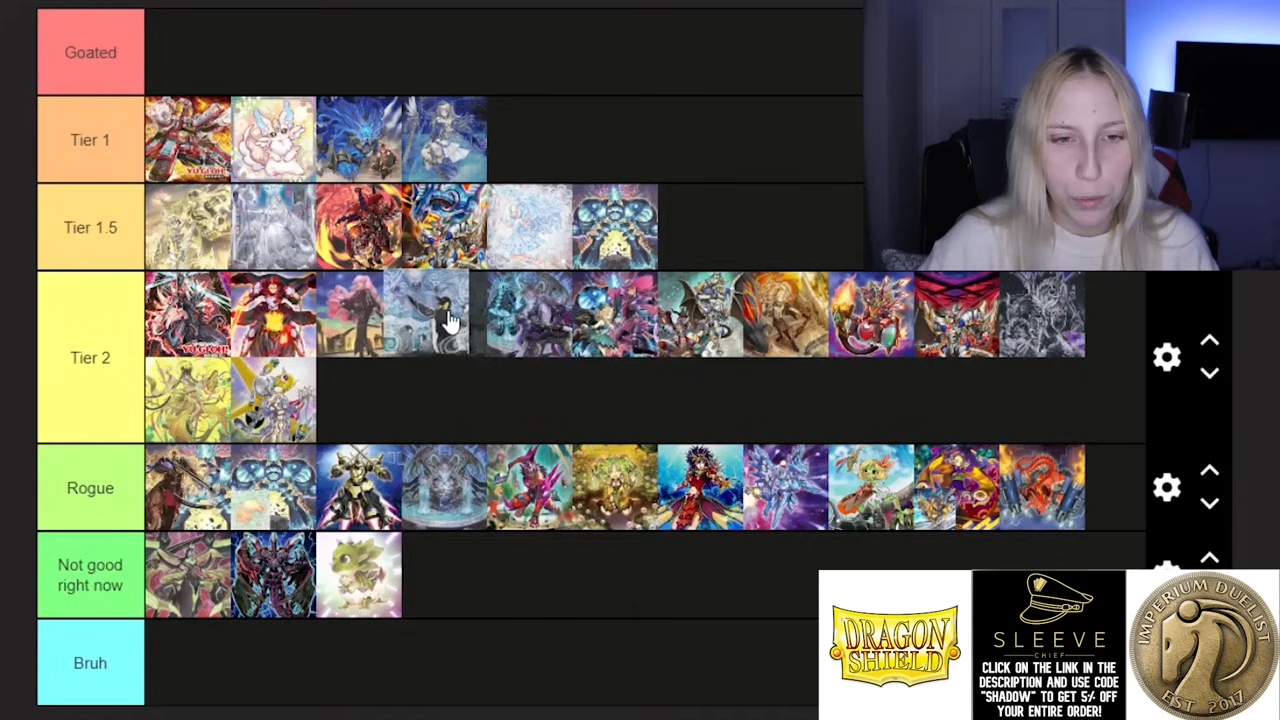 Goated
Tier 1
YU-GI-OH!
Tier 1.5
Tier 2
YU-GI-OH!
Rogue
Not good
right now
Bruh
DRAGON
SHIELD
SLEEVE
CHIEF
CLICK ON THE LINK IN THE
DESCRIPTION AND USE CODE
"SHADOW" TO GET 5% OFF
YOUR ENTIRE ORDER!
IMPERIUM DUELIST
EST 2017